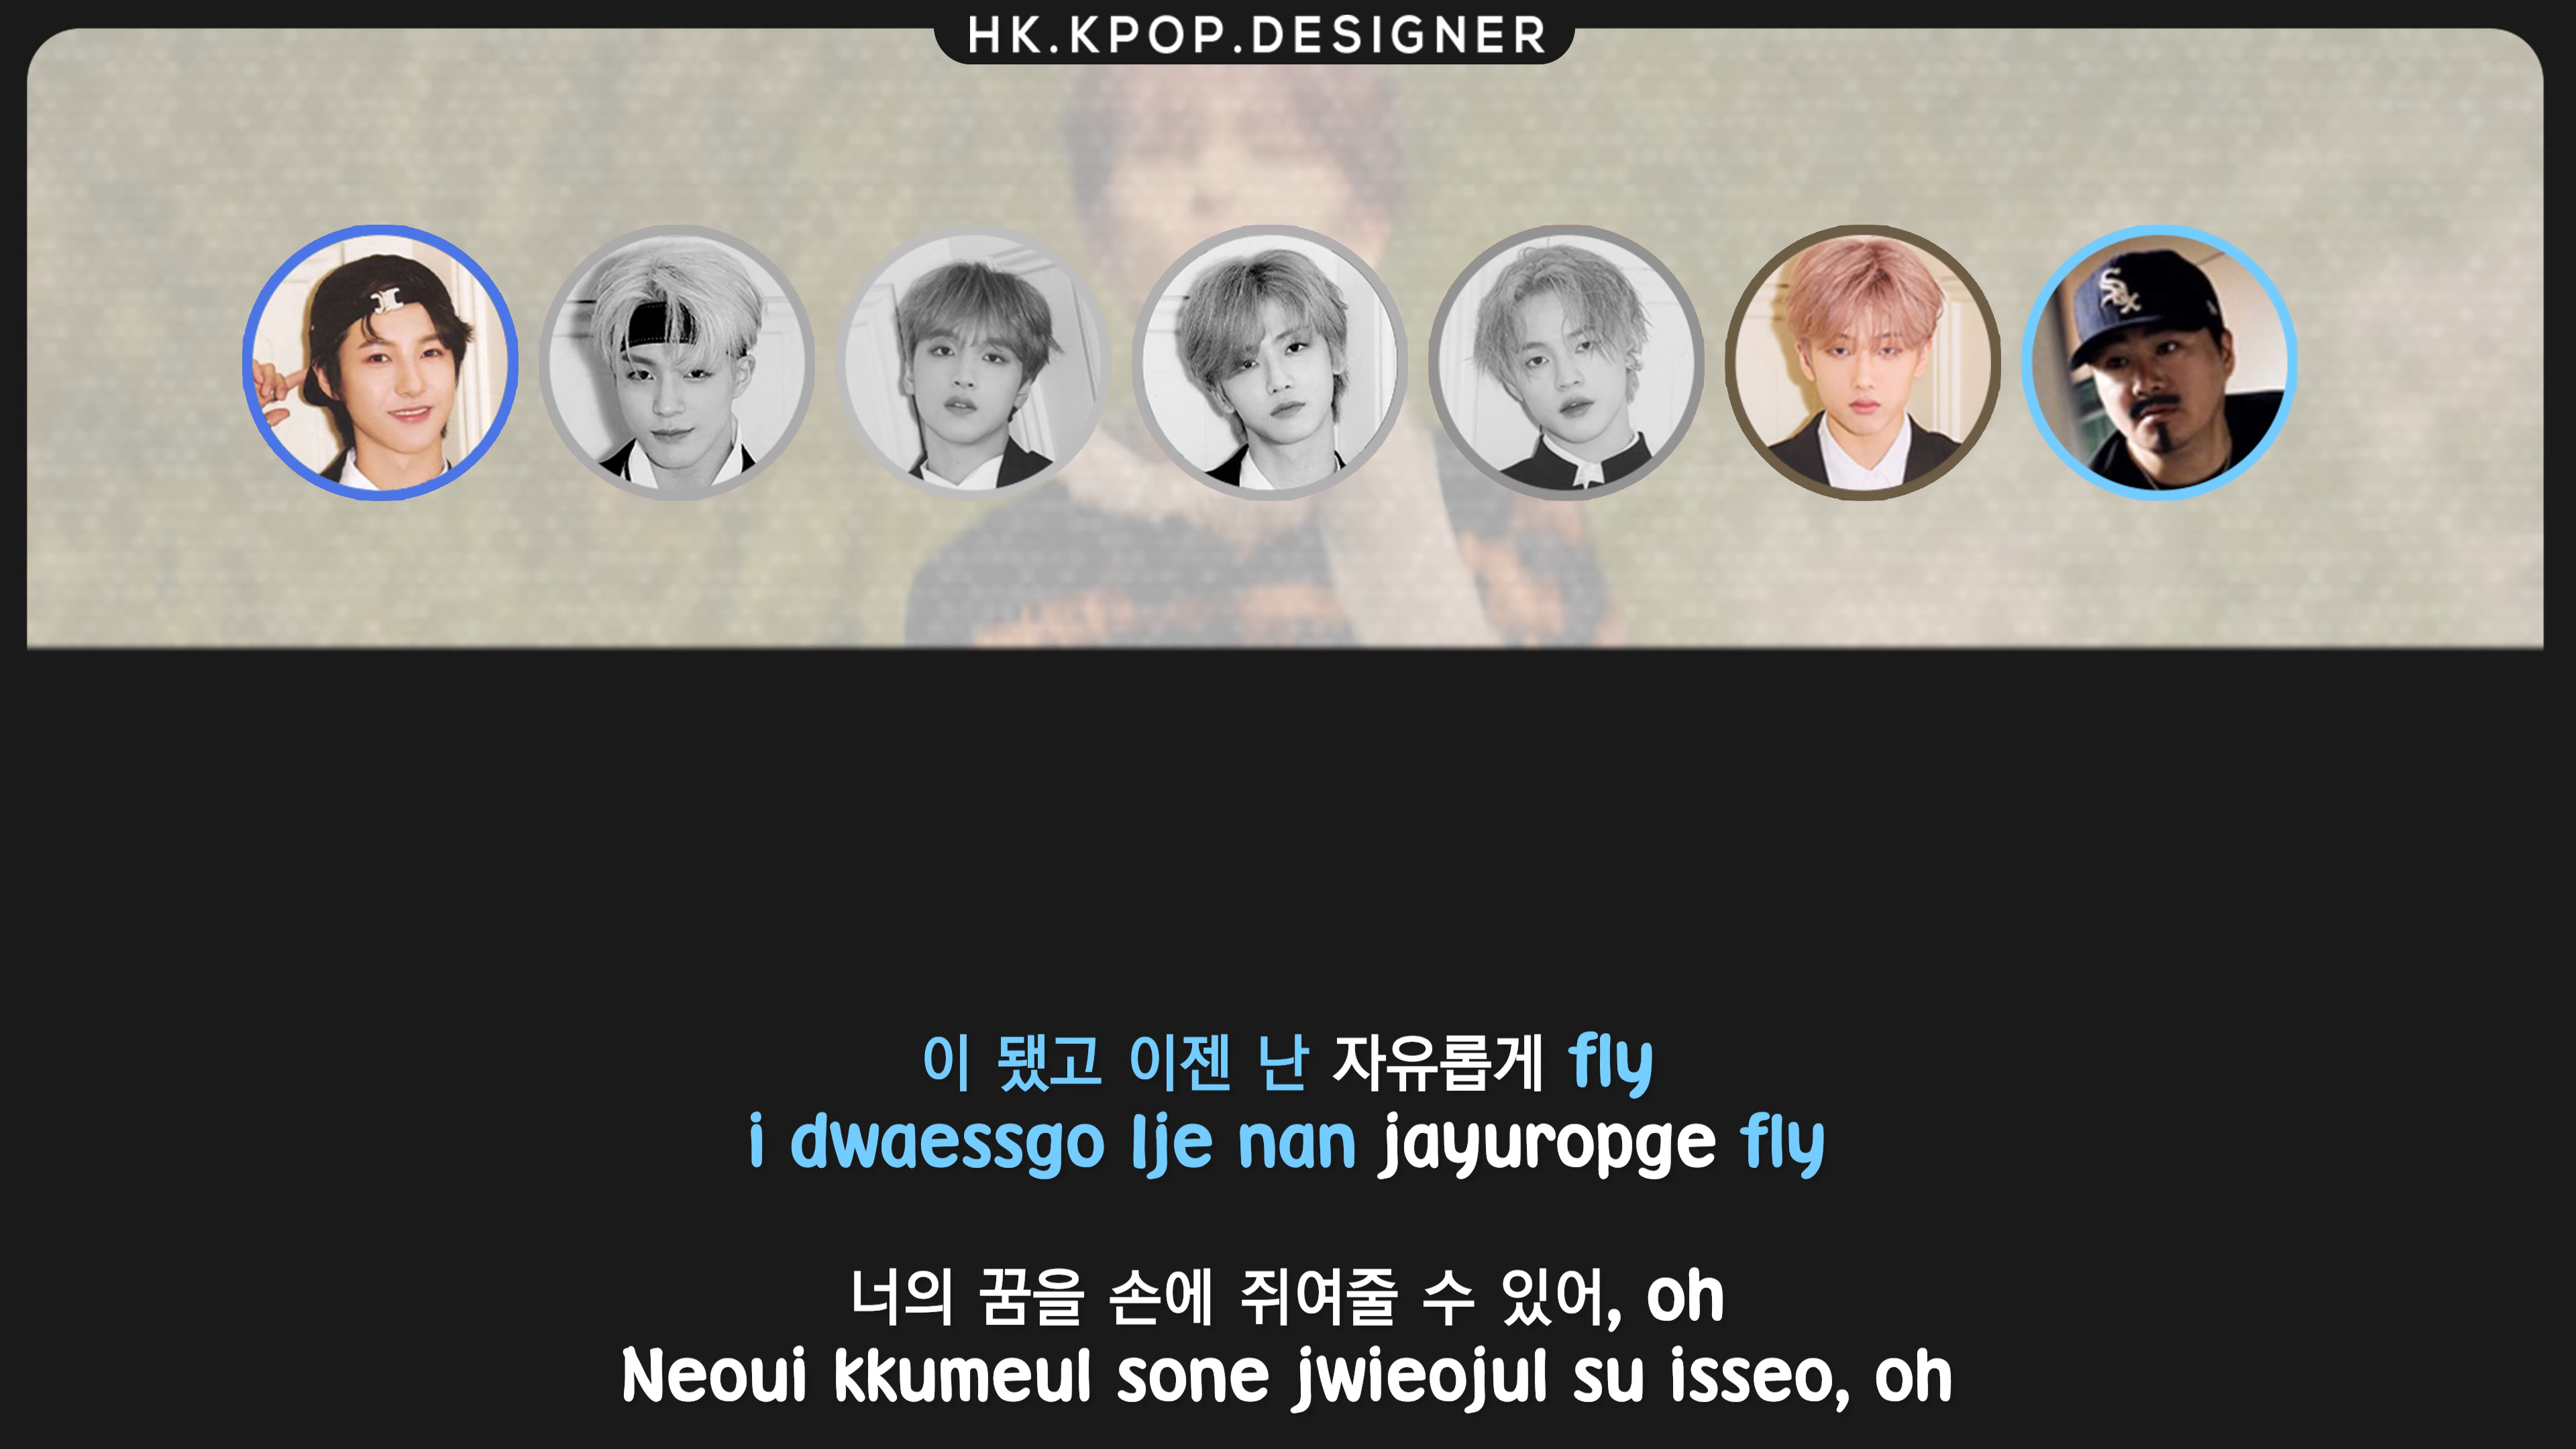 HK.KPOP.DESIGNER
이 됐고 이젠 난 자유롭게 fly
i dwaessgo Ije nan jayuropge fly
너의 꿈을 손에 쥐여줄 수 있어, oh
Neoui kkumeul sone jwieojul su isseo, oh